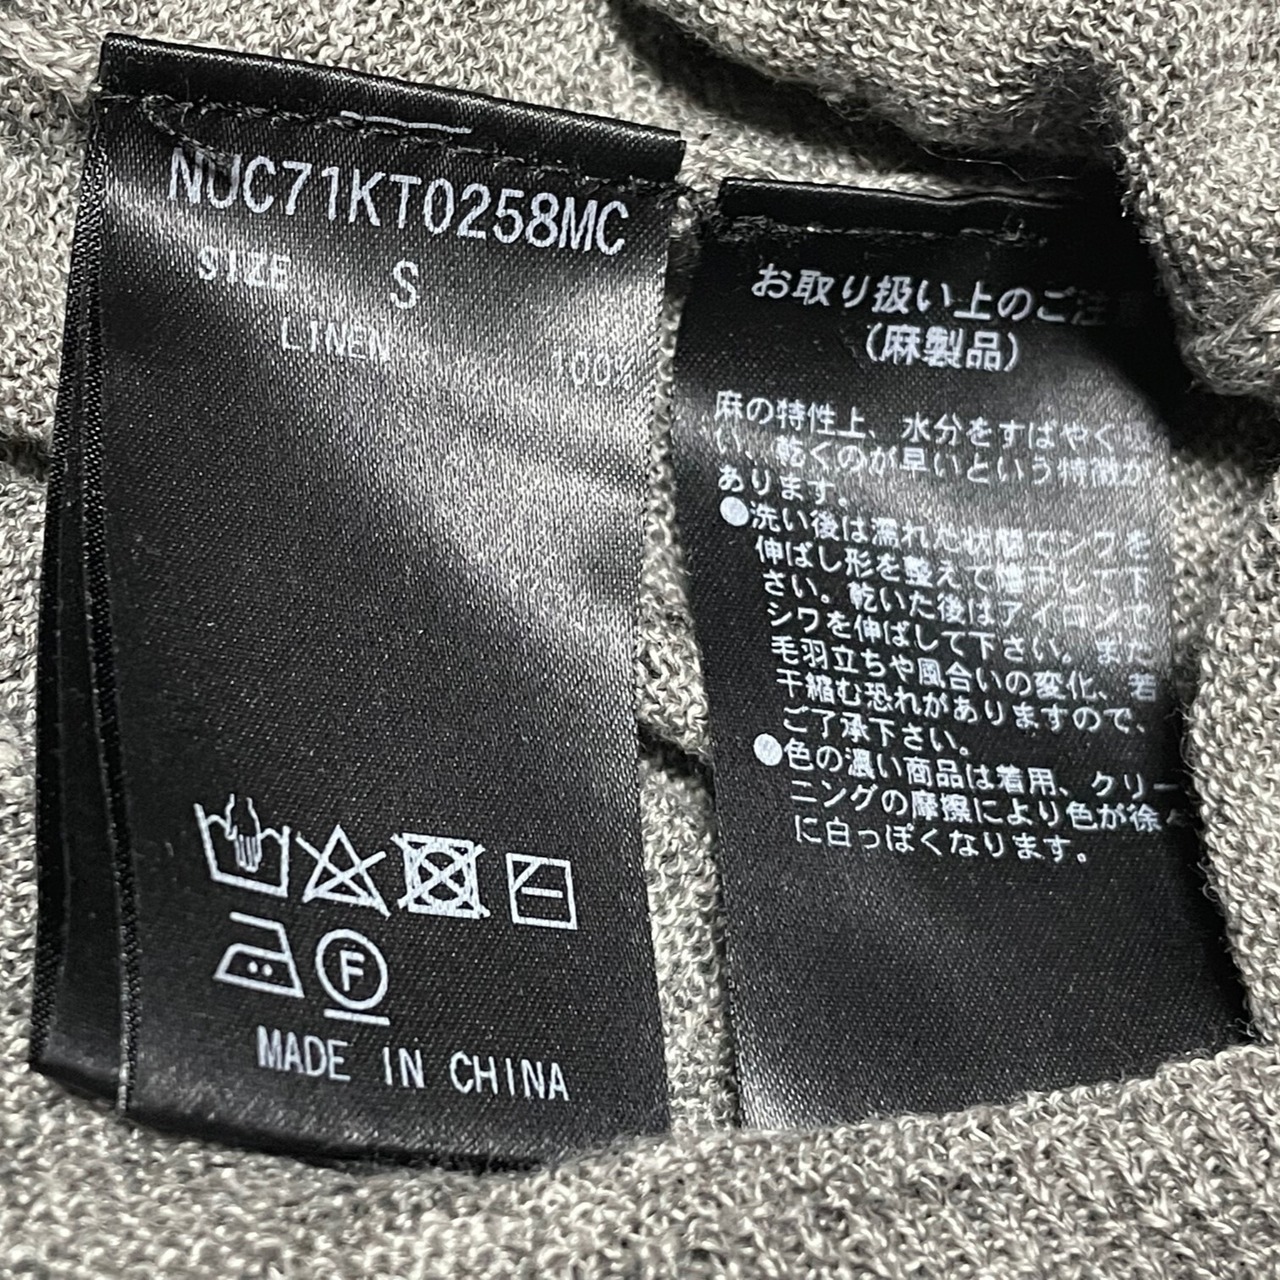 NUC71KT0258MC
SIZE S
LINEN 100%
F
MADE IN CHINA
お取り扱い上のご注
(麻製品)
麻の特性上、水分をすばやく
い、乾くのが早いという特徴が
あります。
●洗い後は濡れた状態でシワを
伸ばし形を整えて陰干しして下
さい。乾いた後はアイロンで
シワを伸ばして下さい。また
毛羽立ちや風合いの変化、若
干縮む恐れがありますので、
ご了承下さい。
●色の濃い商品は着用、クリー
ニングの摩擦により色が徐々
に白っぽくなります。